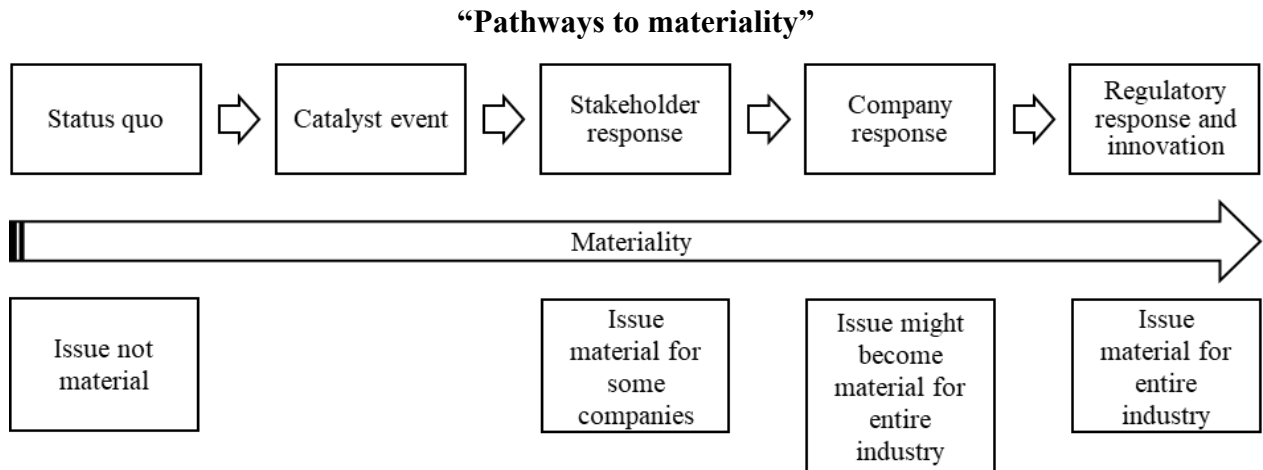 “Pathways to materiality”
Status quo
Catalyst event
Stakeholder
response
Company
response
Regulatory
response and
innovation
Materiality
Issue not
material
Issue
material for
some
companies
Issue might
become
material for
entire
industry
Issue
material for
entire
industry